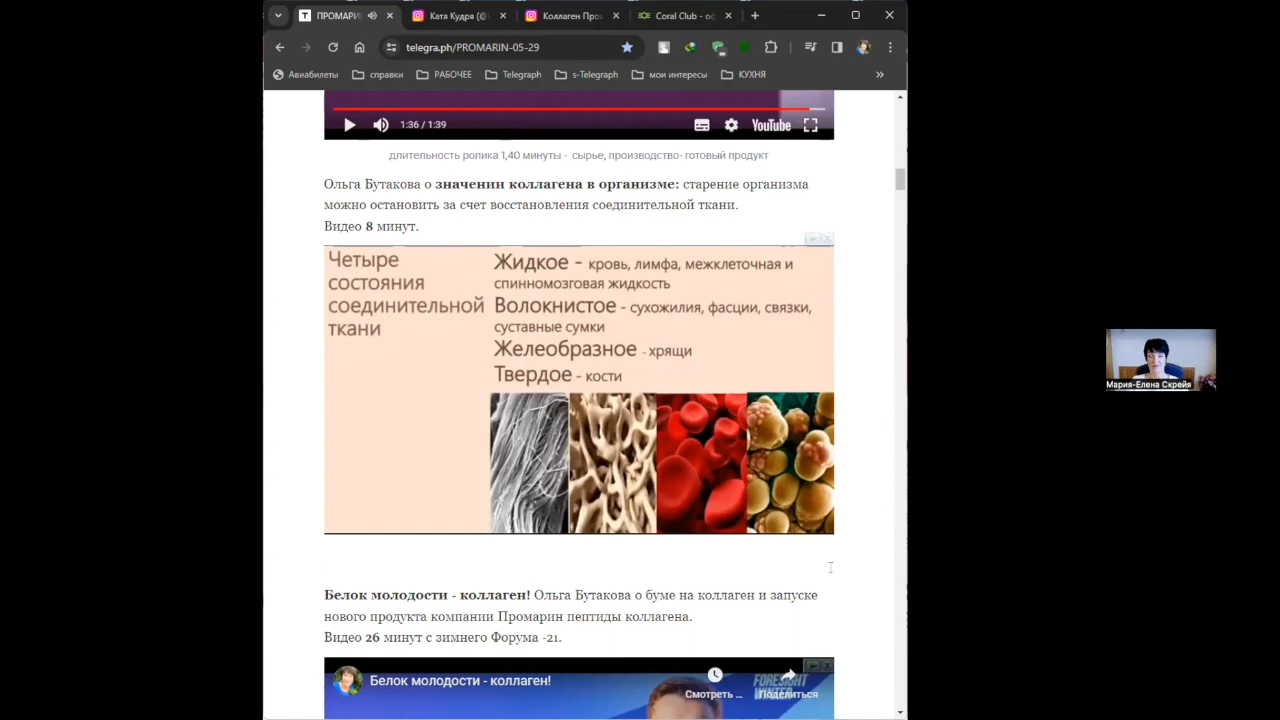 ПРОМАРИН
Катя Кудря (@
Коллаген Про
Coral Club - оф
telegra.ph/PROMARIN-05-29
Авиабилеты
справки
РАБОЧЕЕ
Telegraph
s-Telegraph
мои интересы
КУХНЯ
»
1:36 / 1:39
YouTube
длительность ролика 1,40 минуты - сырье, производство- готовый продукт
Ольга Бутакова о значении коллагена в организме: старение организма
можно остановить за счет восстановления соединительной ткани.
Видео 8 минут.
Четыре
состояния
соединительной
ткани
Жидкое - кровь, лимфа, межклеточная и
спинномозговая жидкость
Волокнистое - сухожилия, фасции, связки,
суставные сумки
Желеобразное - хрящи
Твердое - кости
Мария-Елена Скрейя
Белок молодости - коллаген! Ольга Бутакова о буме на коллаген и запуске
нового продукта компании Промарин пептиды коллагена.
Видео 26 минут с зимнего Форума -21.
Белок молодости - коллаген!
Смотреть ...
Поделиться
FORESIGHT
WINTER